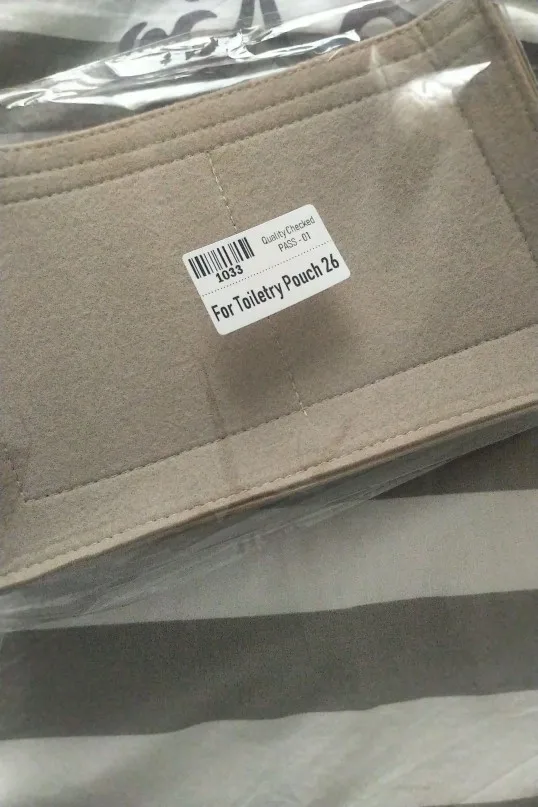 Quality Checked
PASS - 01
1033
For Toiletry Pouch 26